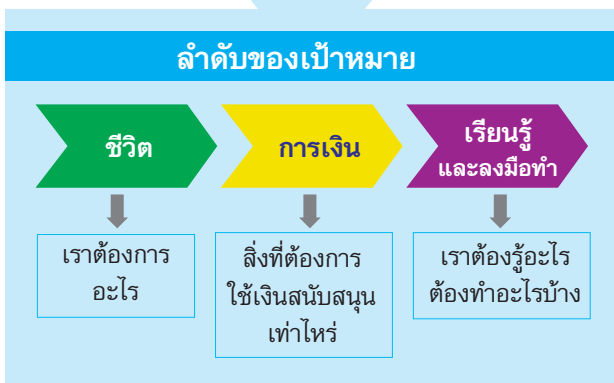 ลำดับของเป้าหมาย
ชีวิต
การเงิน
เรียนรู้
และลงมือทำ
เราต้องการ
อะไร
สิ่งที่ต้องการ
ใช้เงินสนับสนุน
เท่าไหร่
เราต้องรู้อะไร
ต้องทำอะไรบ้าง